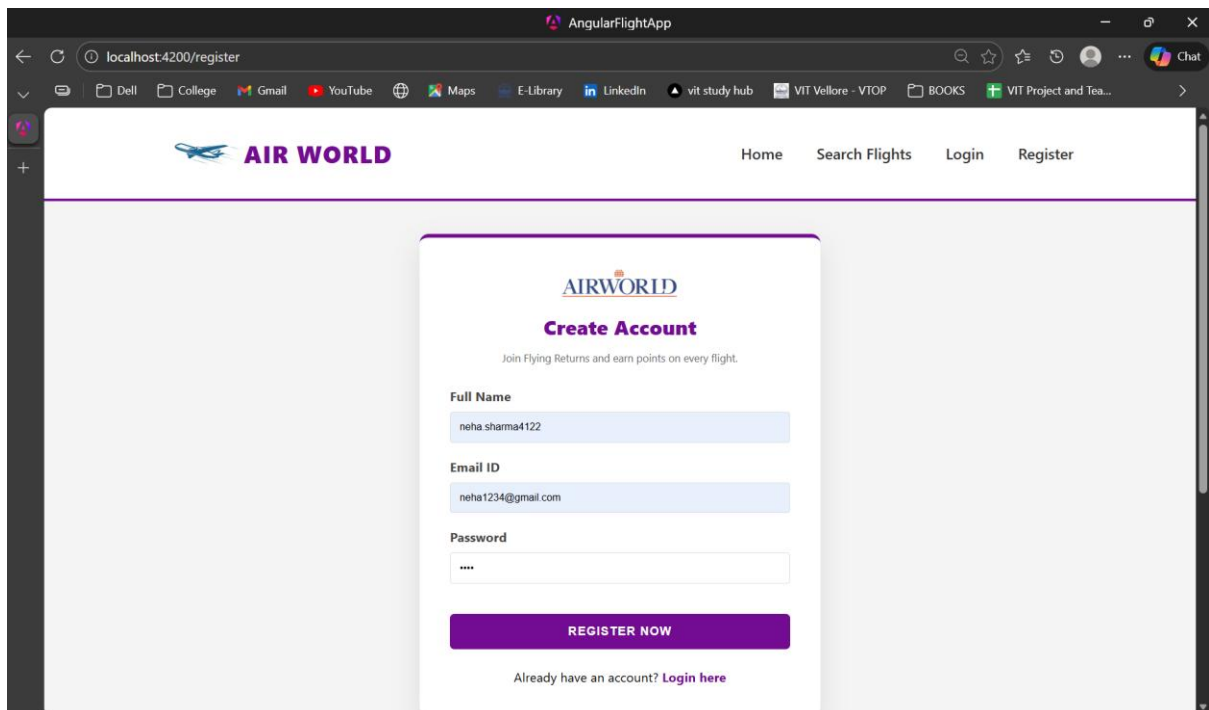 AngularFlightApp
localhost:4200/register
Chat
Dell College Gmail YouTube Maps E-Library in LinkedIn vit study hub VIT Vellore - VTOP BOOKS VIT Project and Tea...
AIR WORLD Home Search Flights Login Register
AIRWORLD
Create Account
Join Flying Returns and earn points on every flight.
Full Name
neha.sharma4122
Email ID
neha1234@gmail.com
Password
••••
REGISTER NOW
Already have an account? Login here